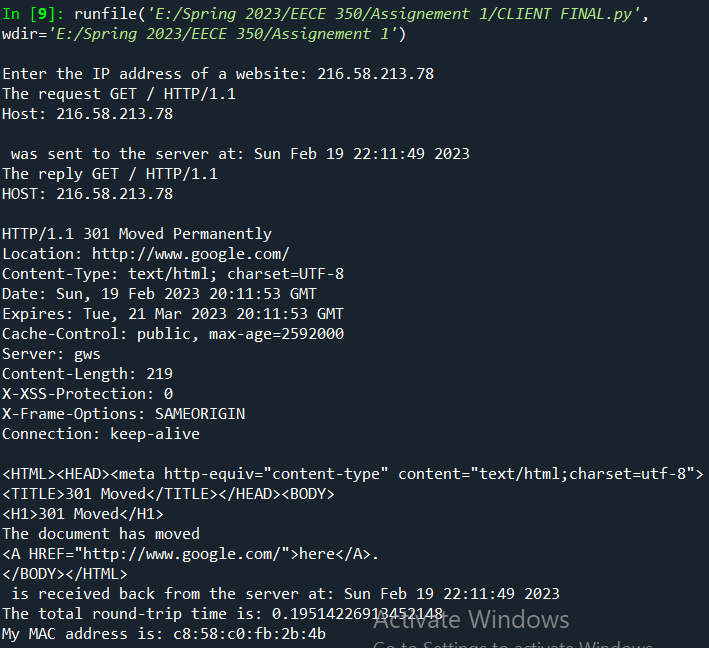 In [9]: runfile('E:/Spring 2023/EECE 350/Assignement 1/CLIENT FINAL.py',
wdir='E:/Spring 2023/EECE 350/Assignement 1')
Enter the IP address of a website: 216.58.213.78
The request GET / HTTP/1.1
Host: 216.58.213.78
was sent to the server at: Sun Feb 19 22:11:49 2023
The reply GET / HTTP/1.1
HOST: 216.58.213.78
HTTP/1.1 301 Moved Permanently
Location: http://www.google.com/
Content-Type: text/html; charset=UTF-8
Date: Sun, 19 Feb 2023 20:11:53 GMT
Expires: Tue, 21 Mar 2023 20:11:53 GMT
Cache-Control: public, max-age=2592000
Server: gws
Content-Length: 219
X-XSS-Protection: 0
X-Frame-Options: SAMEORIGIN
Connection: keep-alive
<HTML><HEAD><meta http-equiv="content-type" content="text/html;charset=utf-8">
<TITLE>301 Moved</TITLE></HEAD><BODY>
<H1>301 Moved</H1>
The document has moved
<A HREF="http://www.google.com/">here</A>.
</BODY></HTML>
is received back from the server at: Sun Feb 19 22:11:49 2023
The total round-trip time is: 0.19514226913452148
Activate Windows
My MAC address is: c8:58:c0:fb:2b:4b
Go to Settings to activate Windows.